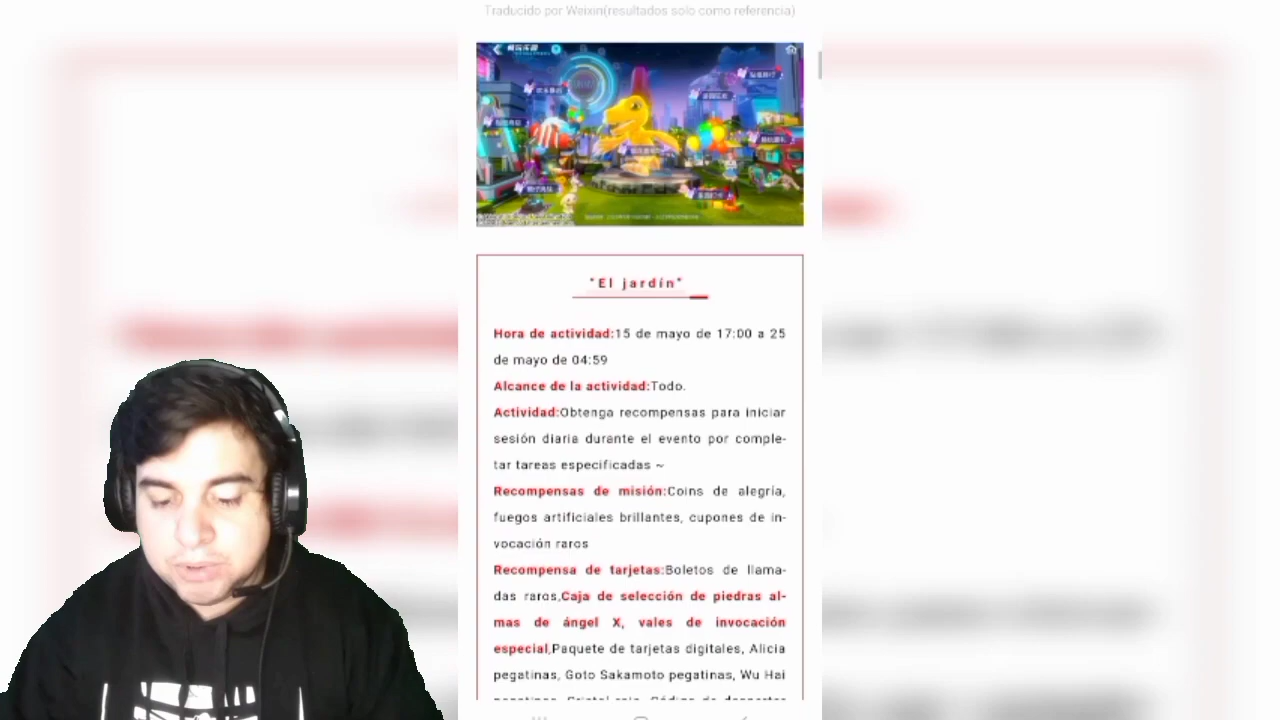 Traducido por Weixin(resultados solo como referencia)
"El jardín"
Hora de actividad:15 de mayo de 17:00 a 25
de mayo de 04:59
Alcance de la actividad:Todo.
Actividad:Obtenga recompensas para iniciar
sesión diaria durante el evento por comple-
tar tareas especificadas ~
Recompensas de misión:Coins de alegría,
fuegos artificiales brillantes, cupones de in-
vocación raros
Recompensa de tarjetas:Boletos de llama-
das raros,Caja de selección de piedras al-
mas de ángel X, vales de invocación
especial,Paquete de tarjetas digitales, Alicia
pegatinas, Goto Sakamoto pegatinas, Wu Hai